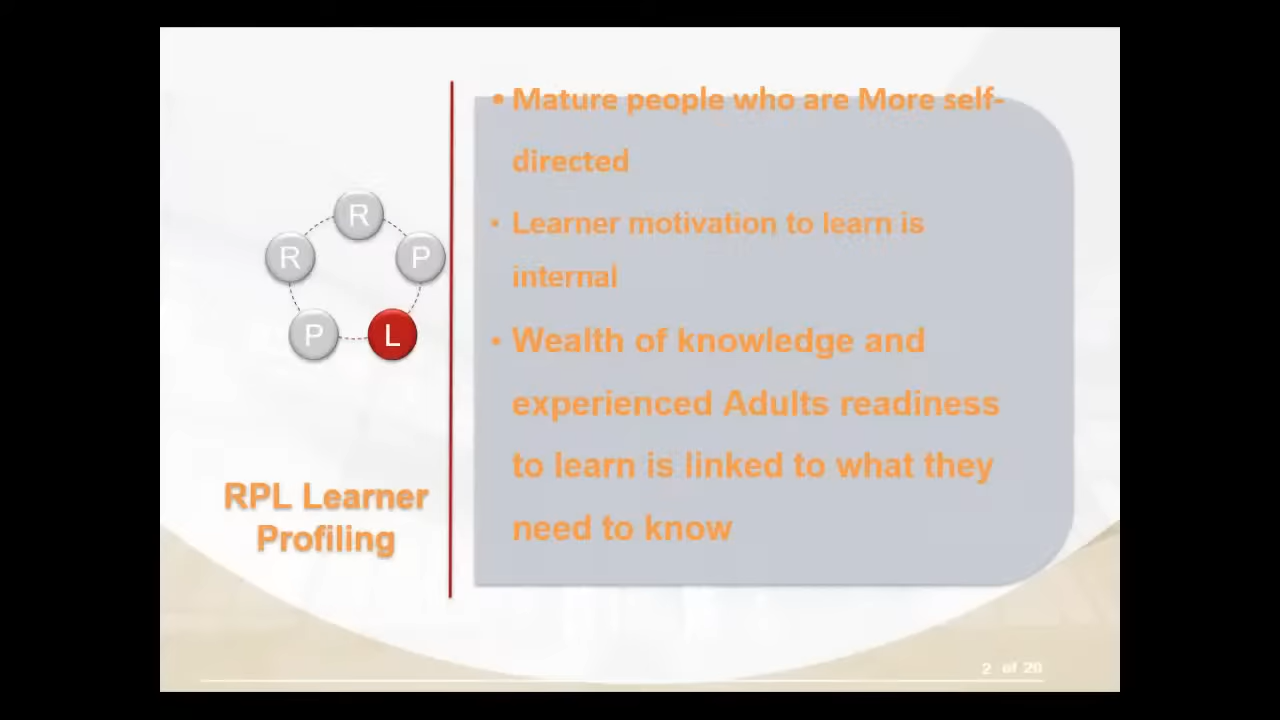 • Mature people who are More self-
directed
• Learner motivation to learn is
internal
• Wealth of knowledge and
experienced Adults readiness
to learn is linked to what they
need to know
R
R
P
P
L
RPL Learner
Profiling
2 of 20